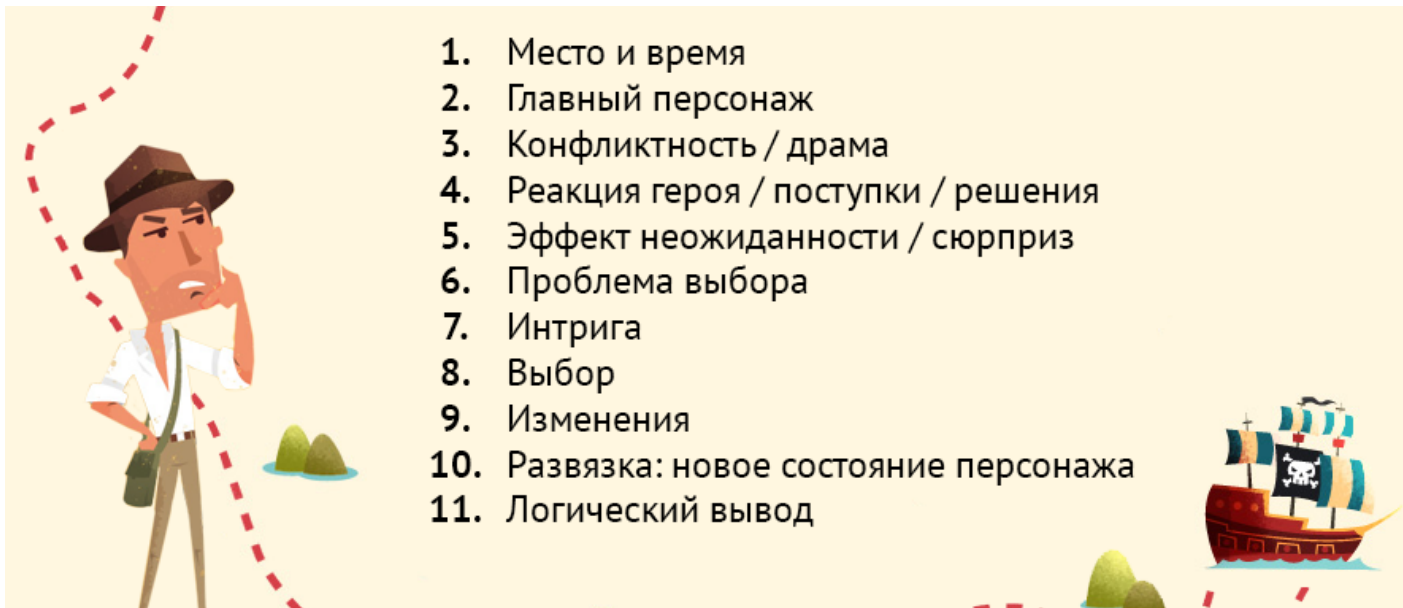 1. Место и время
2. Главный персонаж
3. Конфликтность / драма
4. Реакция героя / поступки / решения
5. Эффект неожиданности / сюрприз
6. Проблема выбора
7. Интрига
8. Выбор
9. Изменения
10. Развязка: новое состояние персонажа
11. Логический вывод